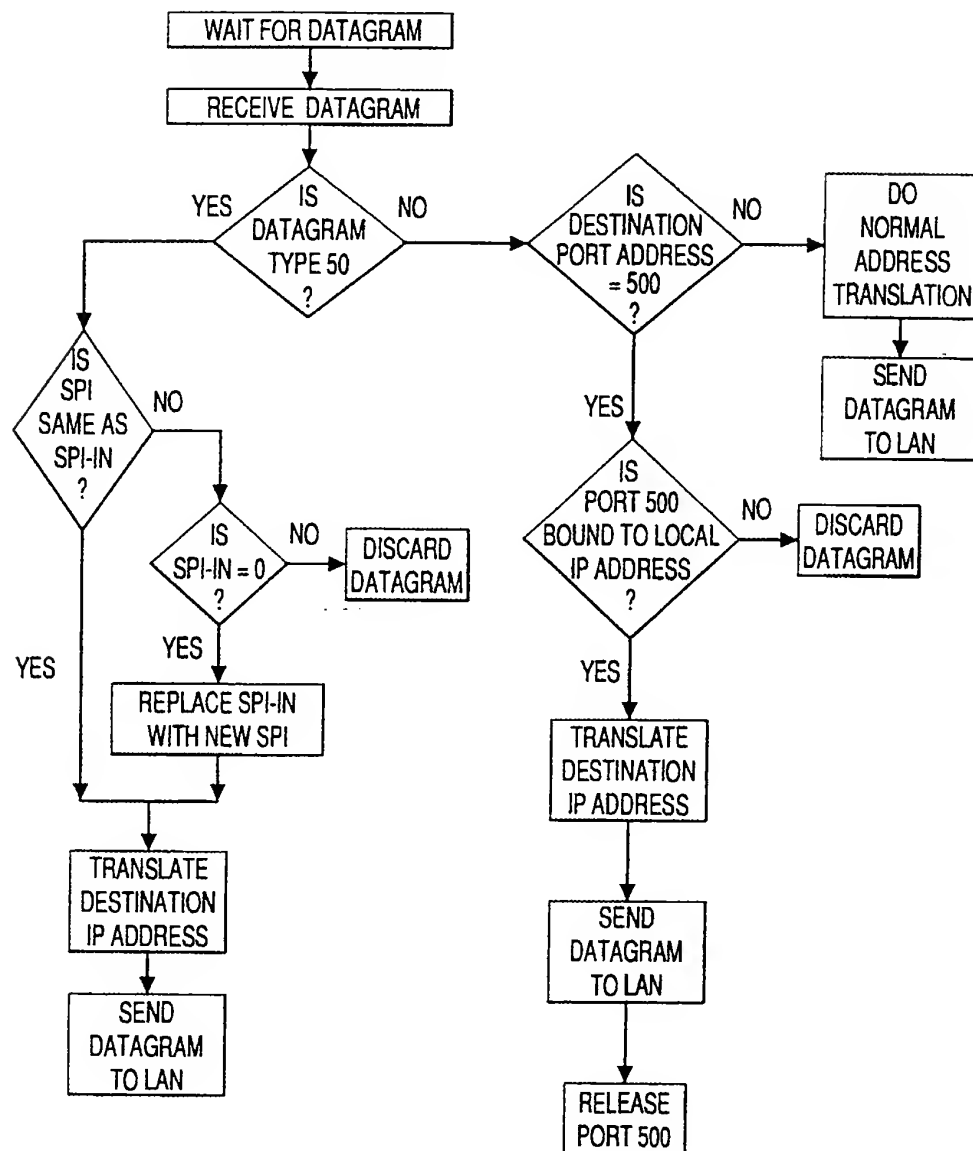 WAIT FOR DATAGRAM
RECEIVE DATAGRAM
YES
IS
DATAGRAM
TYPE 50
?
NO
IS
DESTINATION
PORT ADDRESS
= 500
?
NO
DO
NORMAL
ADDRESS
TRANSLATION
SEND
DATAGRAM
TO LAN
IS
SPI
SAME AS
SPI-IN
?
NO
YES
IS
SPI-IN = 0
?
NO
DISCARD
DATAGRAM
YES
YES
REPLACE SPI-IN
WITH NEW SPI
TRANSLATE
DESTINATION
IP ADDRESS
SEND
DATAGRAM
TO LAN
YES
IS
PORT 500
BOUND TO LOCAL
IP ADDRESS
?
NO
DISCARD
DATAGRAM
YES
TRANSLATE
DESTINATION
IP ADDRESS
SEND
DATAGRAM
TO LAN
RELEASE
PORT 500